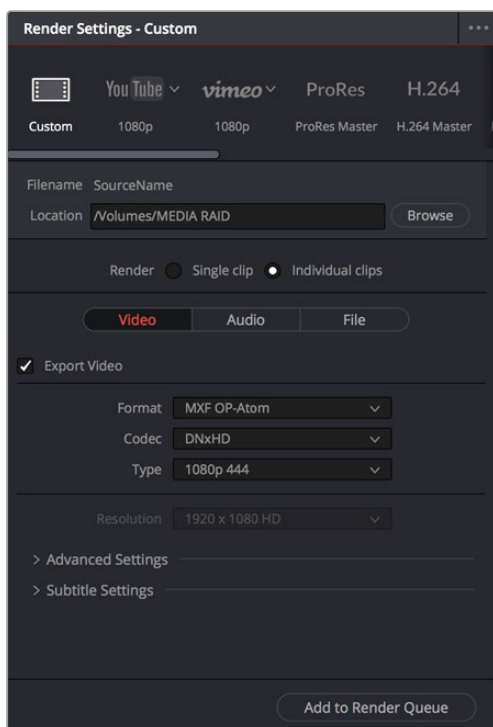 Render Settings - Custom
YouTube vimeo ProRes H.264
Custom 1080p 1080p ProRes Master H.264 Master
Filename SourceName
Location /Volumes/MEDIA RAID Browse
Render Single clip Individual clips
Video Audio File
Export Video
Format MXF OP-Atom
Codec DNxHD
Type 1080p 444
Resolution 1920 x 1080 HD
> Advanced Settings
> Subtitle Settings
Add to Render Queue